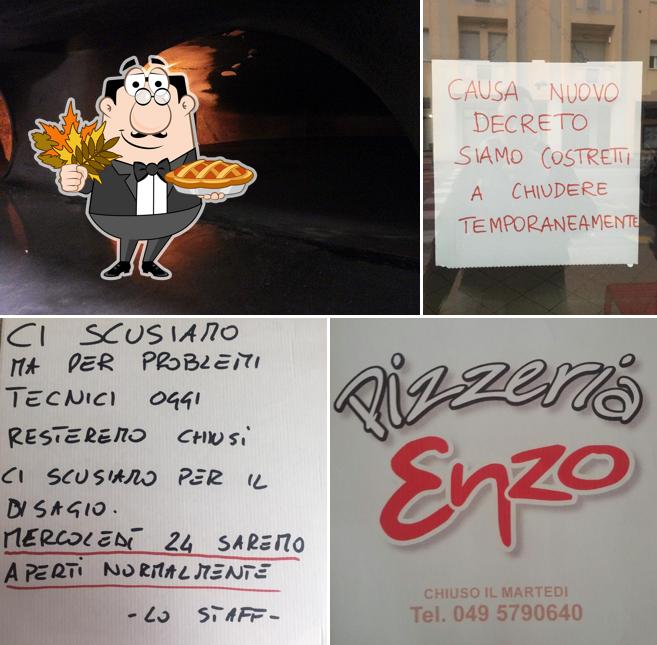 CAUSA NUOVO
DECRETO
SIAMO COSTRETTI
A CHIUDERE
TEMPORANEAMENTE
CI SCUSIAMO
MA PER PROBLEMI
TECNICI OGGI
RESTEREMO CHIUSI
CI SCUSIAMO PER IL
DISAGIO.
MERCOLEDÌ 24 SAREMO
APERTI NORMALMENTE
- LO STAFF -
Pizzeria
Enzo
CHIUSO IL MARTEDI
Tel. 049 5790640